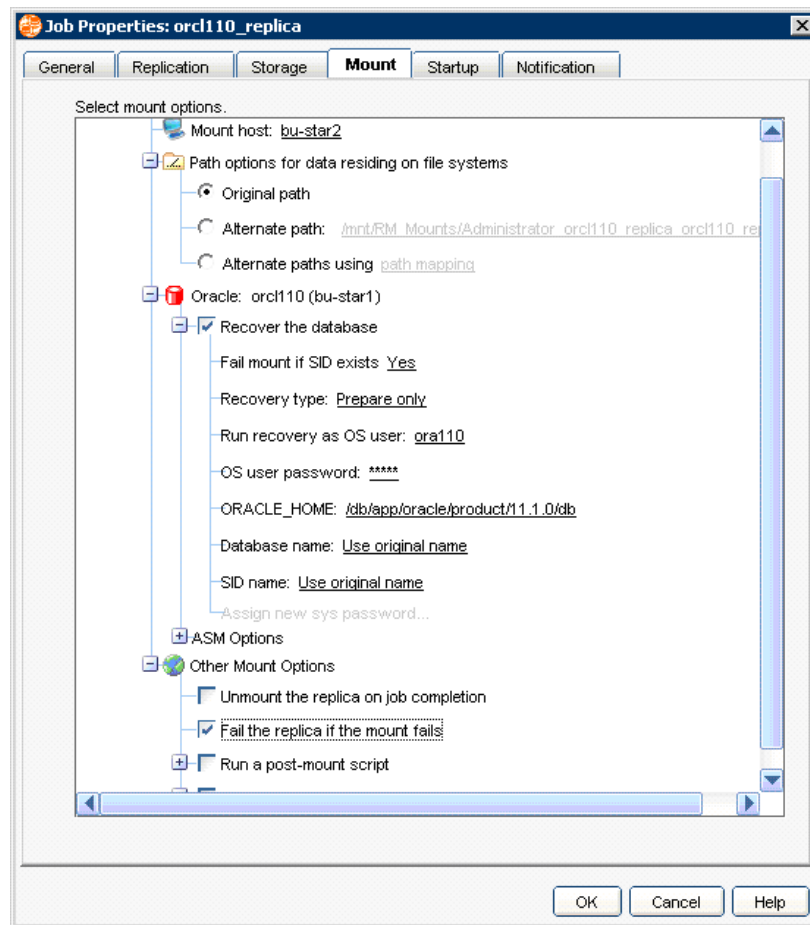 Job Properties: orcl110_replica
General Replication Storage Mount Startup Notification
Select mount options.
Mount host: bu-star2
Path options for data residing on file systems
Original path
Alternate path: /mnt/RM_Mounts/Administrator_orcl110_replica_orcl110_rep
Alternate paths using path mapping
Oracle: orcl110 (bu-star1)
Recover the database
Fail mount if SID exists Yes
Recovery type: Prepare only
Run recovery as OS user: ora110
OS user password: *****
ORACLE_HOME: /db/app/oracle/product/11.1.0/db
Database name: Use original name
SID name: Use original name
Assign new sys password...
ASM Options
Other Mount Options
Unmount the replica on job completion
Fail the replica if the mount fails
Run a post-mount script
OK Cancel Help